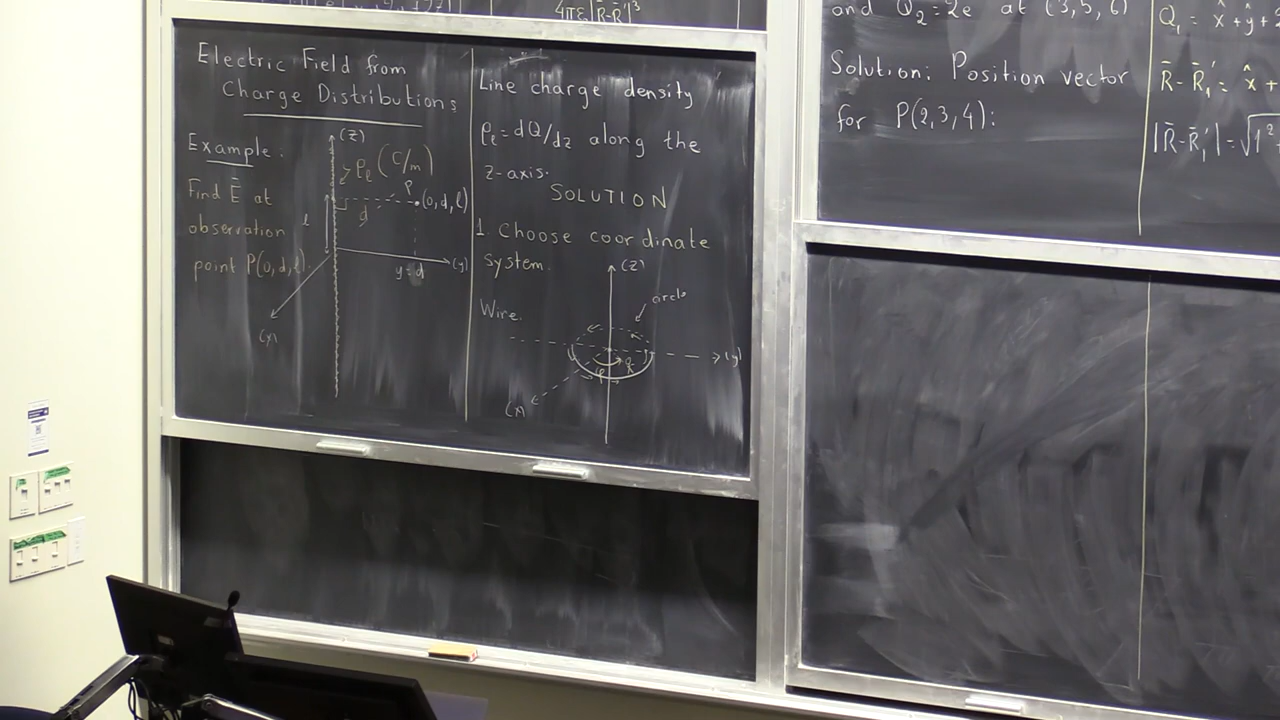 4πε|R̄-R̄'|³
Electric Field from
Charge Distributions
Example:
Find Ē at
observation
point P(0,d,l).
(z)
ρℓ (C/m)
P
(0,d,l)
d
l
(y)
y=d
(x)
Line charge density
ρℓ=dQ/dz along the
z-axis.
SOLUTION
1. Choose coordinate
system.
(z)
Wire.
circle
(y)
φ
(x)
and Q₂=2e at (3,5,6)
Solution: Position vector
for P(2,3,4):
Q₁ = x̂+ŷ+
R̄-R̄₁' = x̂ +
|R̄-R̄₁'| = √1²